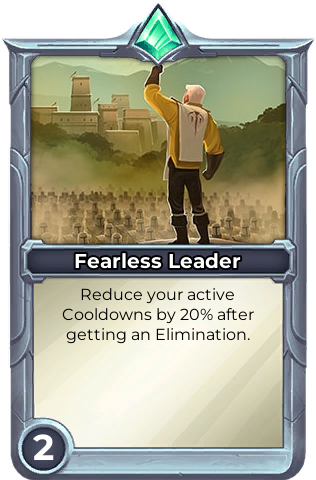 Fearless Leader
Reduce your active
Cooldowns by 20% after
getting an Elimination.
2